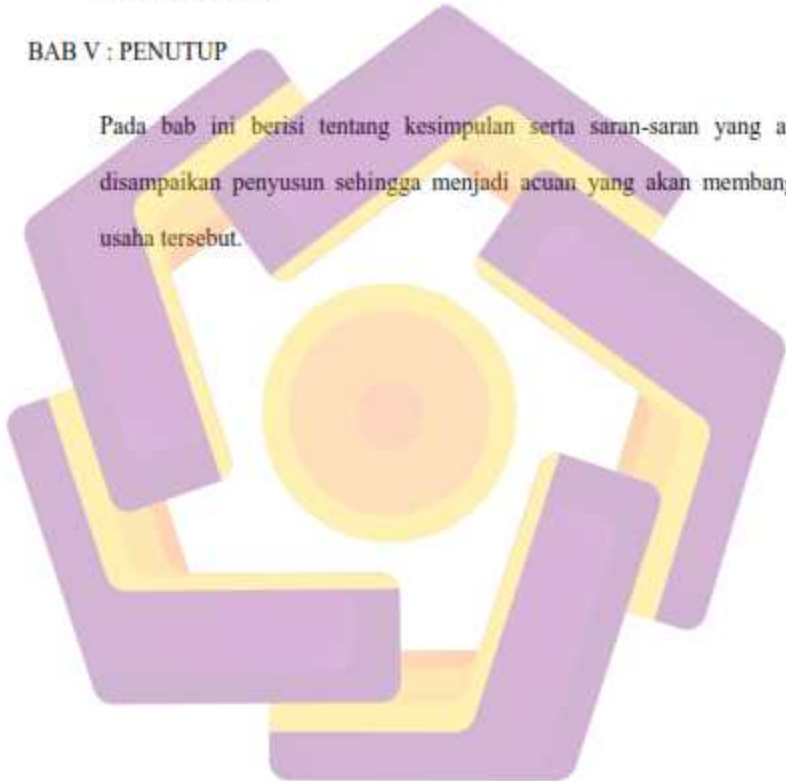 BAB V : PENUTUP
Pada bab ini berisi tentang kesimpulan serta saran-saran yang
disampaikan penyusun sehingga menjadi acuan yang akan
usaha tersebut.